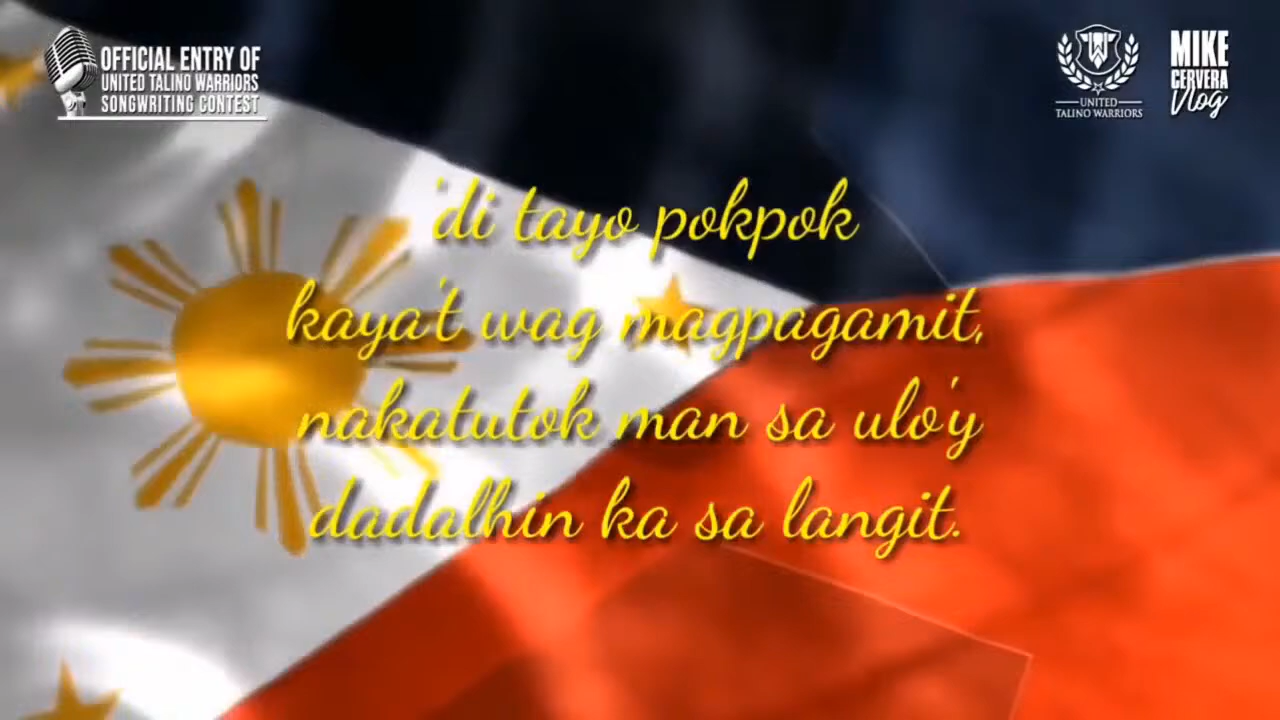 OFFICIAL ENTRY OF
UNITED TALINO WARRIORS
SONGWRITING CONTEST
UNITED
TALINO WARRIORS
MIKE
CERVERA
Vlog
'di tayo pokpok
kaya't wag magpagamit,
nakatutok man sa ulo'y
dadalhin ka sa langit.